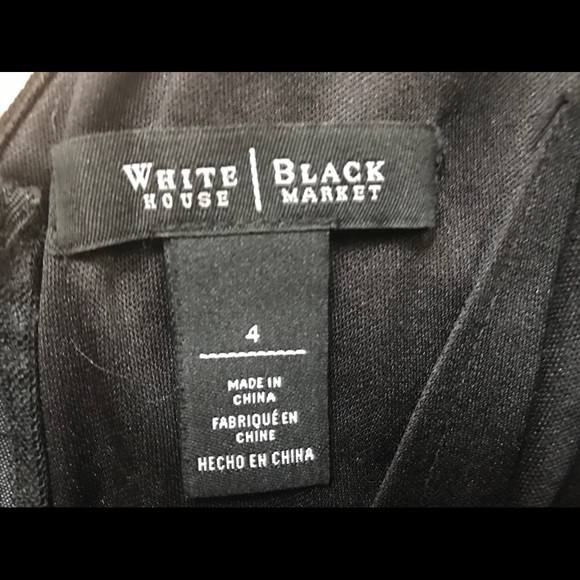 WHITE | BLACK
HOUSE | MARKET
4
MADE IN
CHINA
FABRIQUÉ EN
CHINE
HECHO EN CHINA